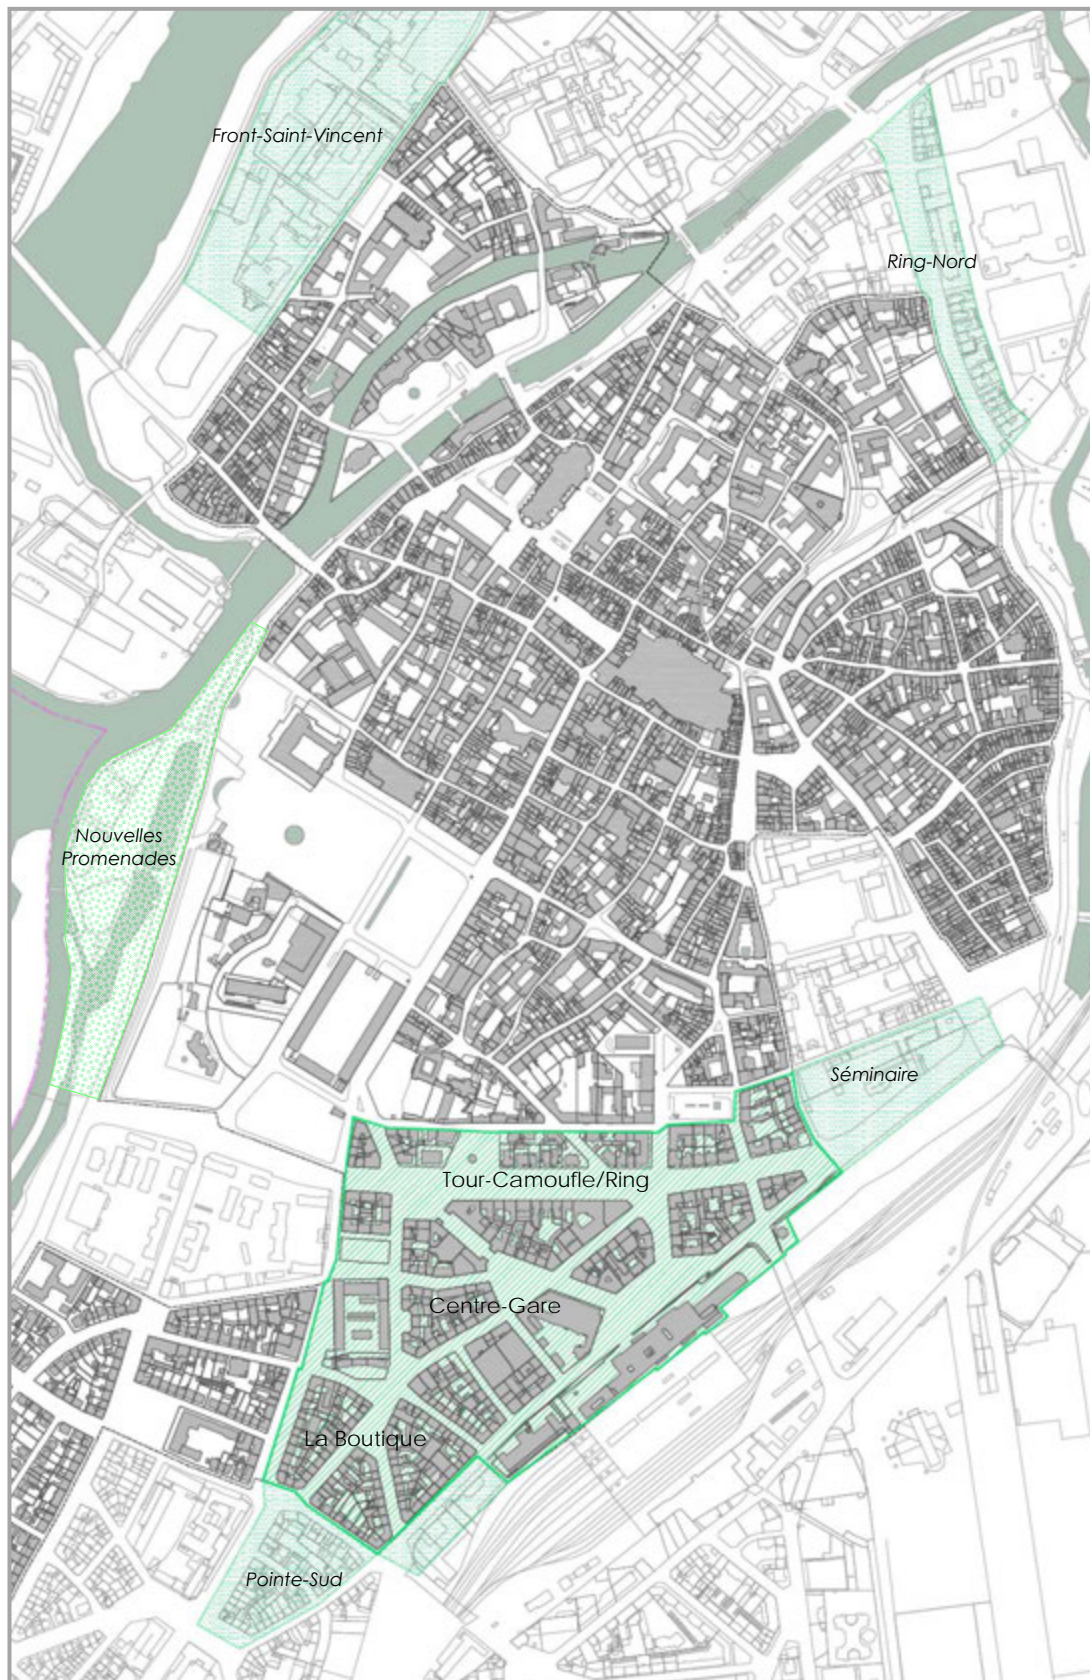 Front-Saint-Vincent
Ring-Nord
Nouvelles
Promenades
Séminaire
Tour-Camoufle/Ring
Centre-Gare
La Boutique
Pointe-Sud